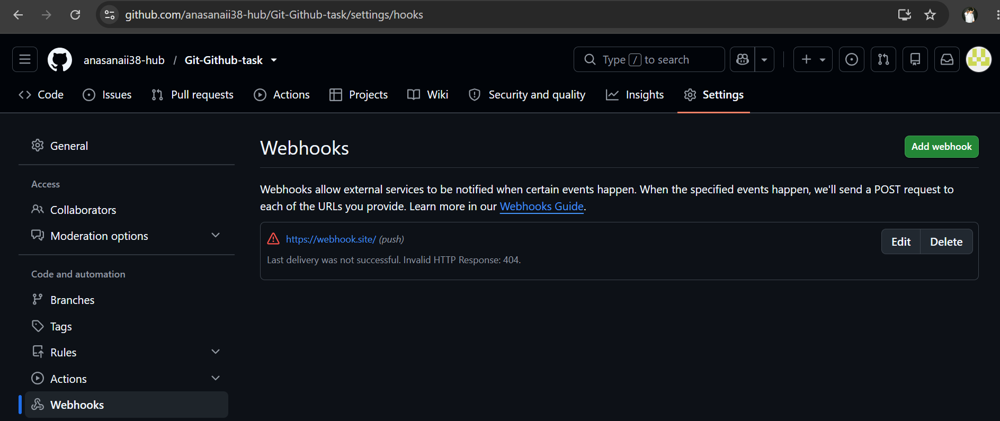 github.com/anasanaii38-hub/Git-Github-task/settings/hooks
anasanaii38-hub / Git-Github-task
Type / to search
Code Issues Pull requests Actions Projects Wiki Security and quality Insights Settings
General
Access
Collaborators
Moderation options
Code and automation
Branches
Tags
Rules
Actions
Webhooks
Webhooks
Add webhook
Webhooks allow external services to be notified when certain events happen. When the specified events happen, we'll send a POST request to
each of the URLs you provide. Learn more in our Webhooks Guide.
https://webhook.site/ (push)
Edit Delete
Last delivery was not successful. Invalid HTTP Response: 404.